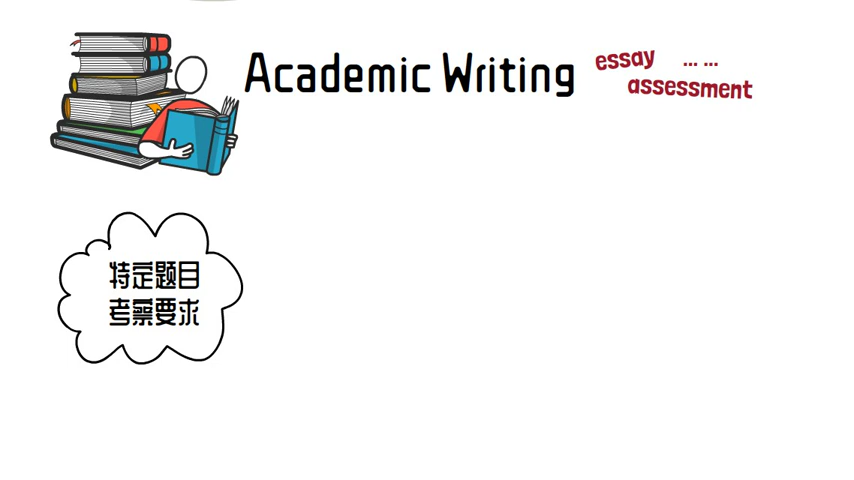 Academic Writing
essay ... ...
assessment
特定题目
考察要求